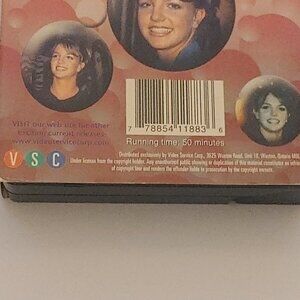 7 78854 11883 6
Visit our web site for other
exciting current releases:
www.videoservicecorp.com
Running time: 50 minutes
VSC
Distributed exclusively by Video Service Corp., 3625 Weston Road, Unit 10, Weston, Ontario M9L
Under license from the copyright holder. Any unauthorized public showing or duplication of this material constitutes an
of copyright law and renders the offender liable to prosecution by the copyright owners.